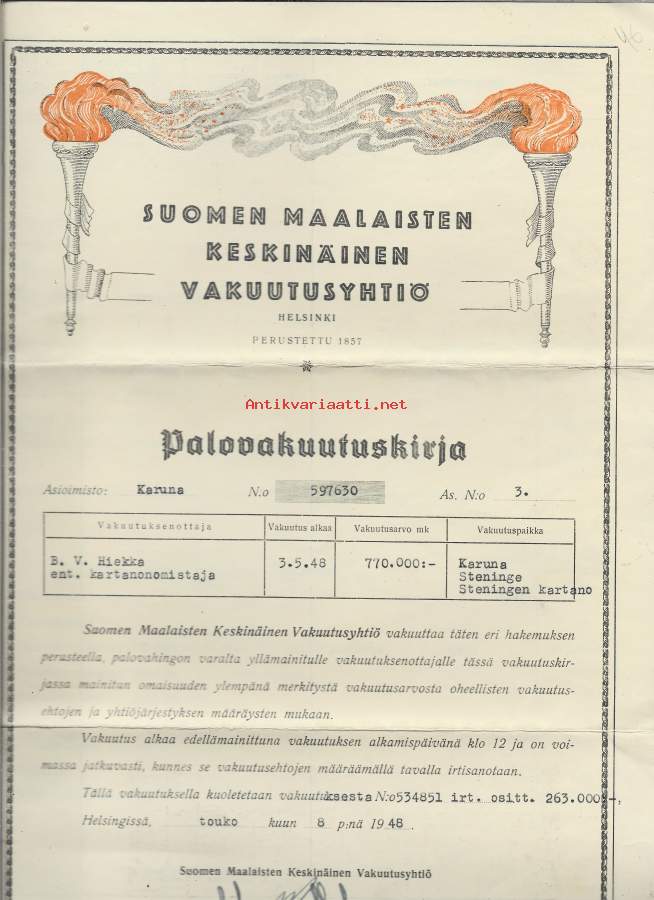 46
SUOMEN MAALAISTEN
KESKINÄINEN
VAKUUTUSYHTIÖ
HELSINKI
PERUSTETTU 1857
Antikvariaatti.net
Palovakuutuskirja
Asioimisto: Karuna N:o 597630 As. N:o 3.
Vakuutuksenottaja Vakuutus alkaa Vakuutusarvo mk Vakuutuspaikka
B. V. Hiekka 3.5.48 770.000:- Karuna
ent. kartanonomistaja Steninge
Steningen kartano
Suomen Maalaisten Keskinäinen Vakuutusyhtiö vakuuttaa täten eri hakemuksen
perusteella, palovahingon varalta yllämainitulle vakuutuksenottajalle tässä vakuutuskir-
jassa mainitun omaisuuden ylempänä merkitystä vakuutusarvosta oheellisten vakuutus-
ehtojen ja yhtiöjärjestyksen määräysten mukaan.
Vakuutus alkaa edellämainittuna vakuutuksen alkamispäivänä klo 12 ja on voi-
massa jatkuvasti, kunnes se vakuutusehtojen määräämällä tavalla irtisanotaan.
Tällä vakuutuksella kuoletetaan vakuutuksesta N:o534851 irt. ositt. 263.000:-,
Helsingissä, touko kuun 8 p:nä 1948.
Suomen Maalaisten Keskinäinen Vakuutusyhtiö